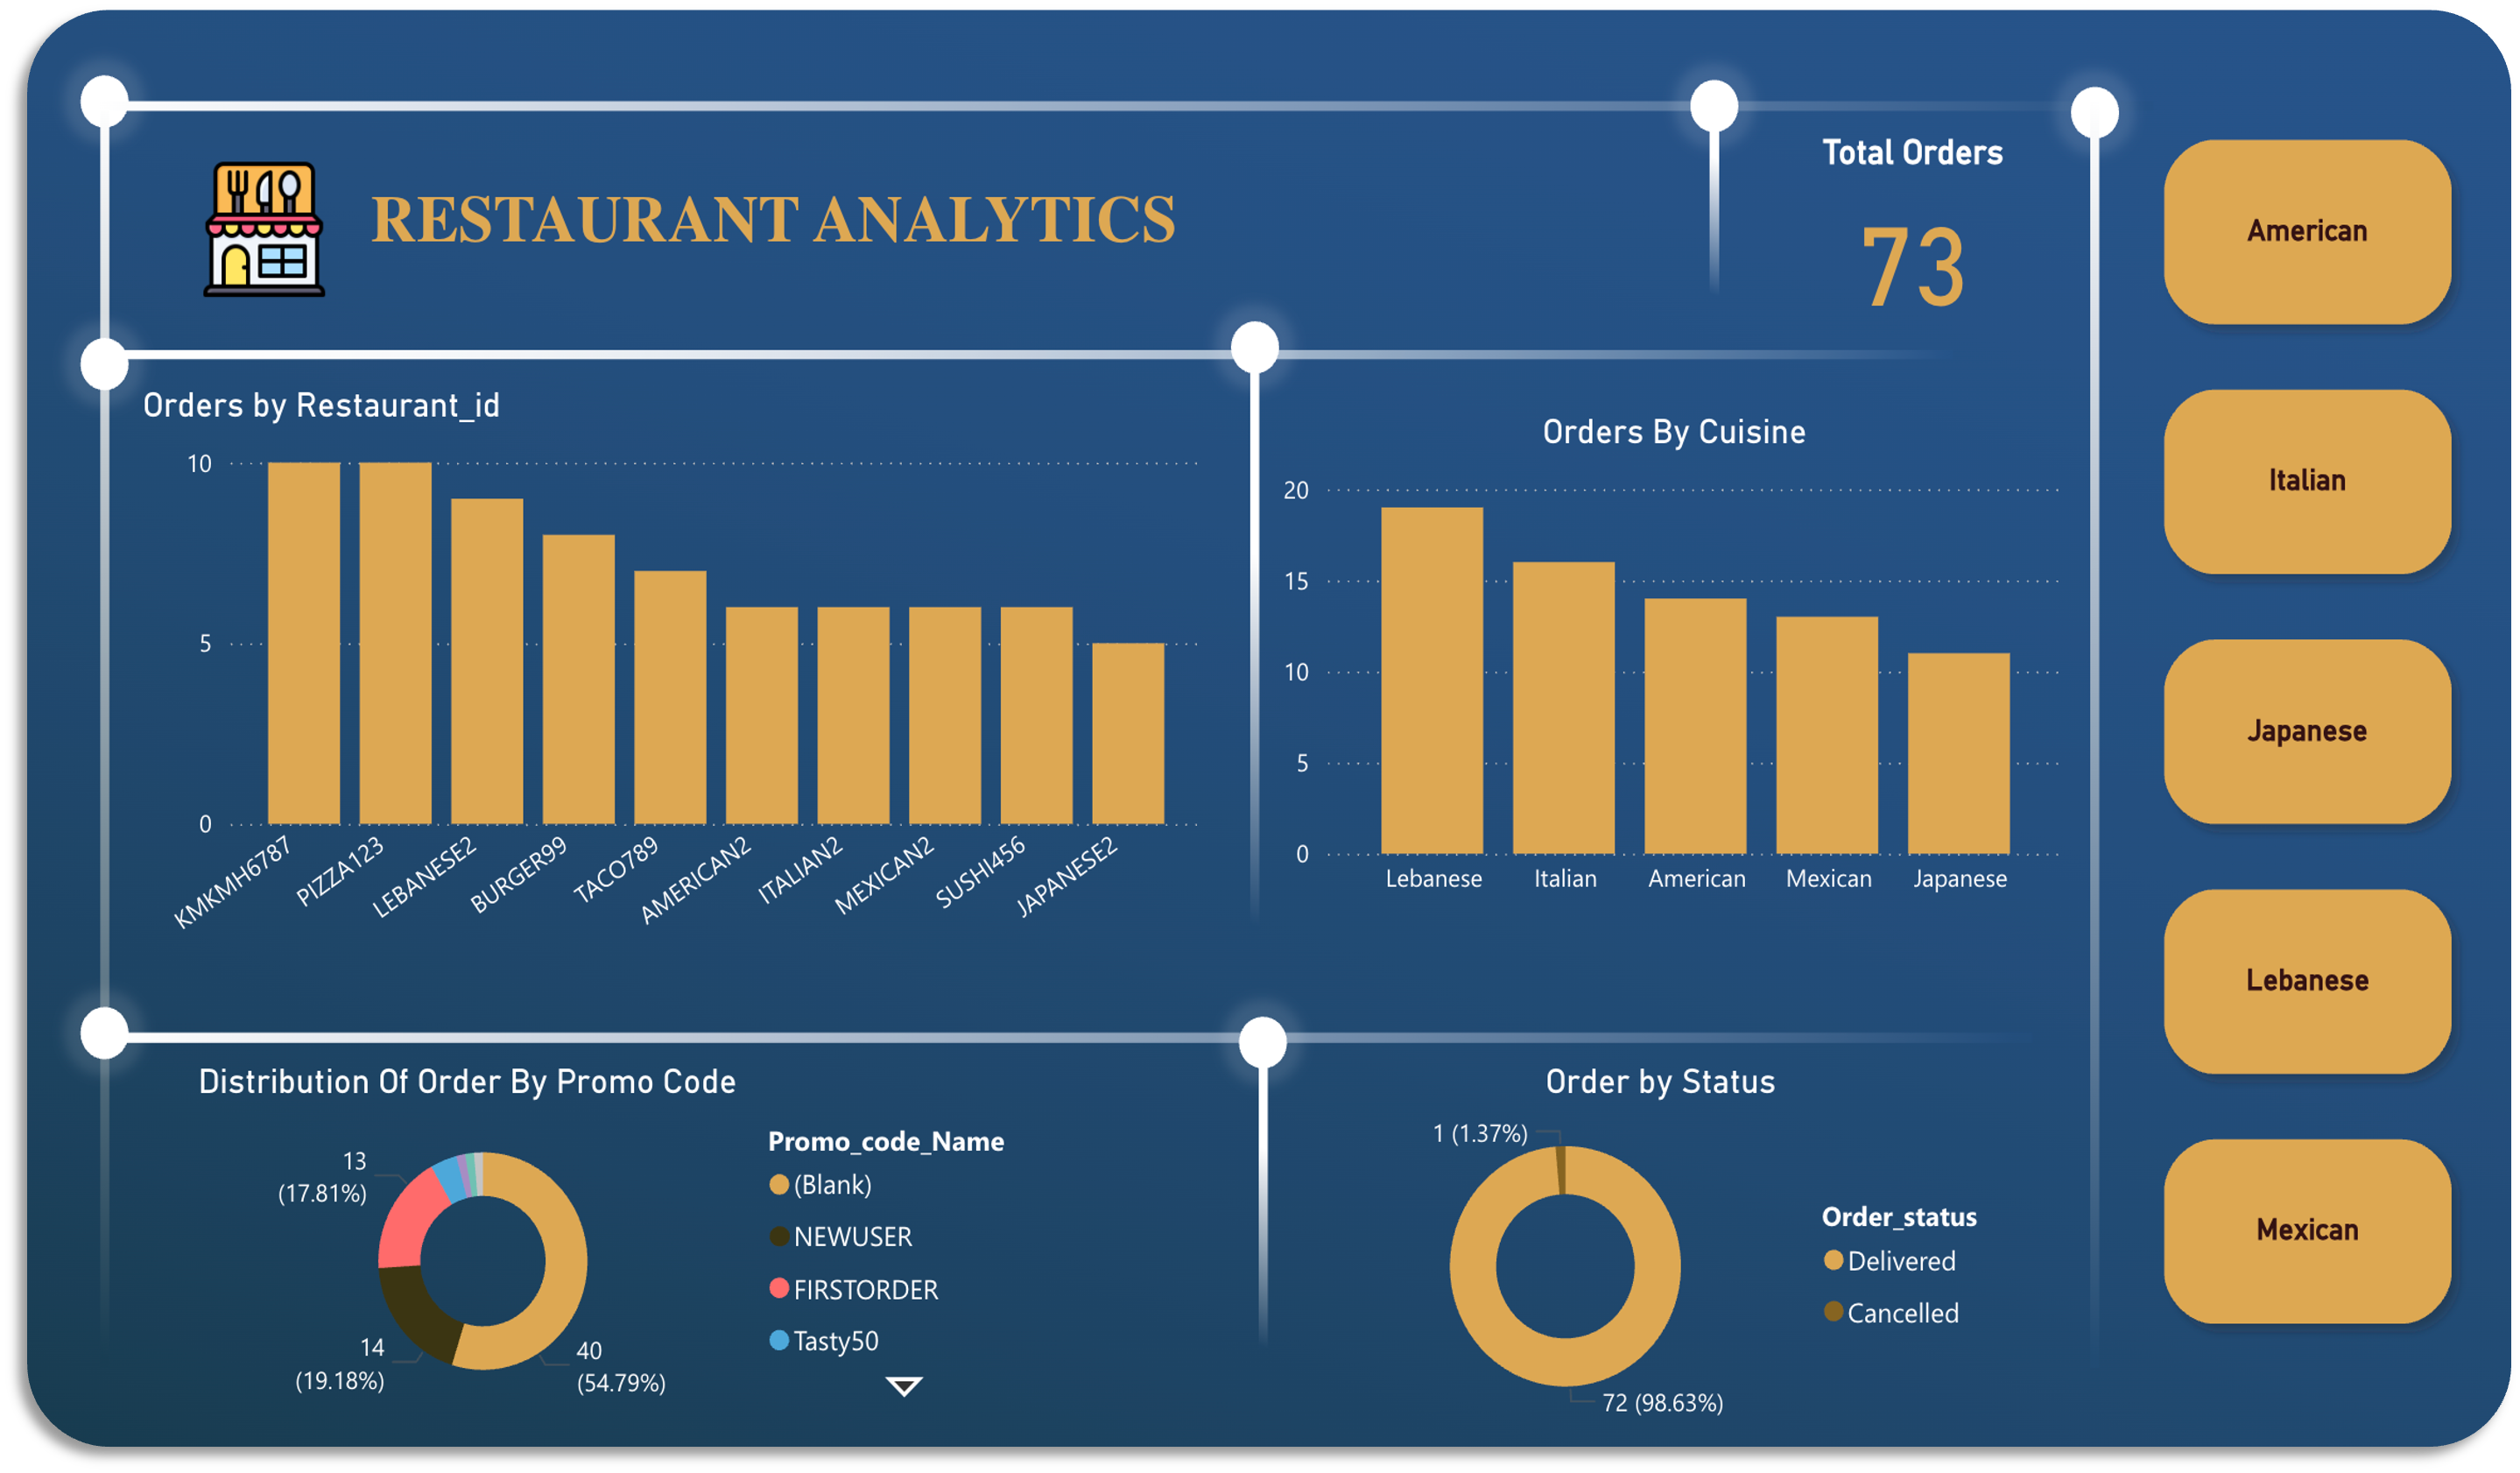 RESTAURANT ANALYTICS
Total Orders
73
Orders by Restaurant_id
10
5
0
KMKMH6787
PIZZA123
LEBANESE2
BURGER99
TACO789
AMERICAN2
ITALIAN2
MEXICAN2
SUSHI456
JAPANESE2
Orders By Cuisine
20
15
10
5
0
Lebanese
Italian
American
Mexican
Japanese
Distribution Of Order By Promo Code
13
(17.81%)
14
(19.18%)
40
(54.79%)
Promo_code_Name
(Blank)
NEWUSER
FIRSTORDER
Tasty50
Order by Status
1 (1.37%)
72 (98.63%)
Order_status
Delivered
Cancelled
American
Italian
Japanese
Lebanese
Mexican